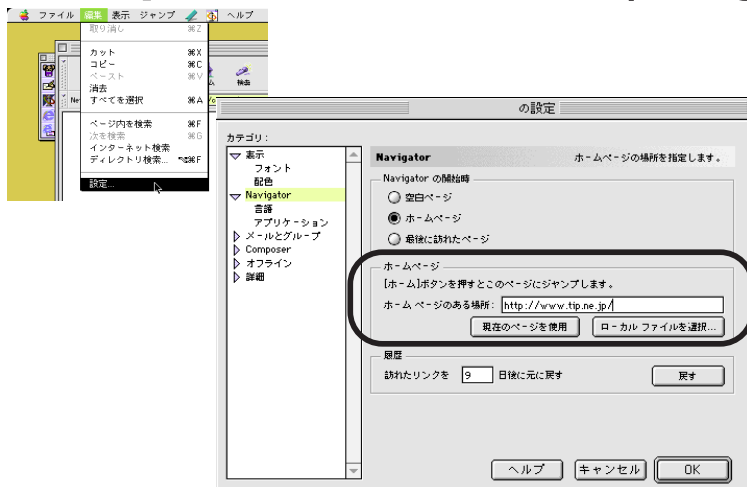 ファイル 編集 表示 ジャンプ ヘルプ
取り消し ⌘Z
カット ⌘X
コピー ⌘C
ペースト ⌘V
消去
すべてを選択 ⌘A
ページ内を検索 ⌘F
次を検索 ⌘G
インターネット検索
ディレクトリ検索...
設定...
検索
Ne
の設定
カテゴリ:
表示
フォント
配色
Navigator
言語
アプリケーション
メールとグループ
Composer
オフライン
詳細
Navigator ホームページの場所を指定します。
Navigator の開始時
空白ページ
ホームページ
最後に訪れたページ
ホームページ
[ホーム]ボタンを押すとこのページにジャンプします。
ホーム ページのある場所: http://www.tip.ne.jp/
現在のページを使用 ローカル ファイルを選択...
履歴
訪れたリンクを 9 日後に元に戻す 戻す
ヘルプ キャンセル OK